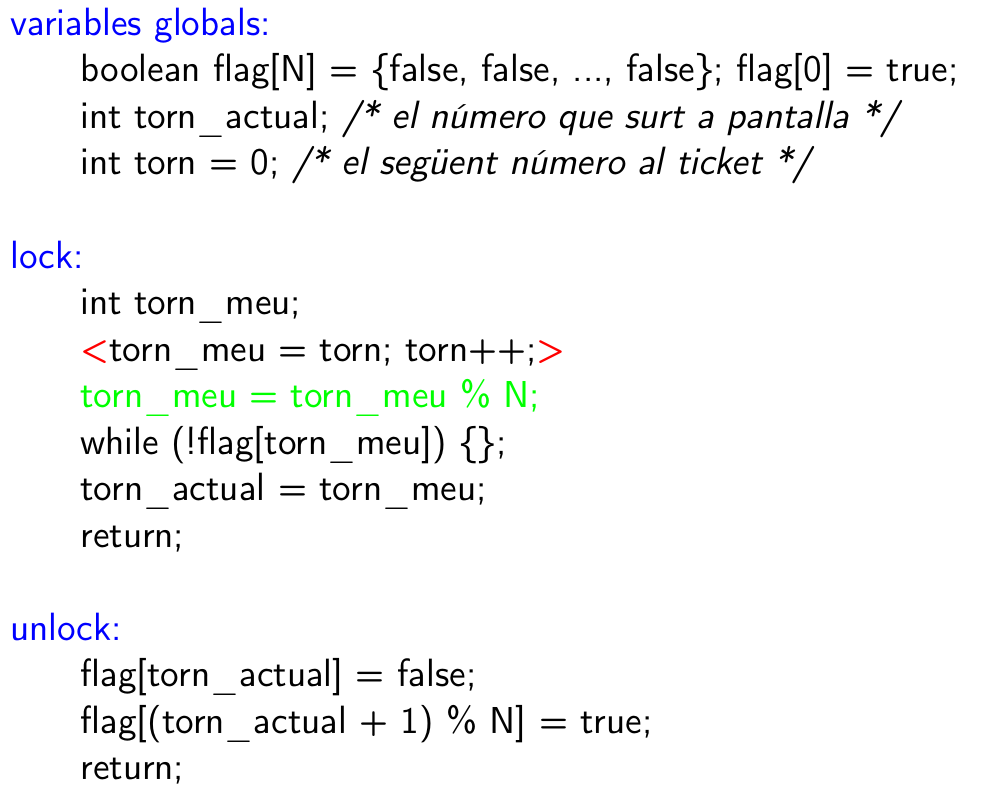 variables globals:
boolean flag[N] = {false, false, ..., false}; flag[0] = true;
int torn_actual; /* el número que surt a pantalla */
int torn = 0; /* el següent número al ticket */
lock:
int torn_meu;
<torn_meu = torn; torn++;>
torn_meu = torn_meu % N;
while (!flag[torn_meu]) {};
torn_actual = torn_meu;
return;
unlock:
flag[torn_actual] = false;
flag[(torn_actual + 1) % N] = true;
return;